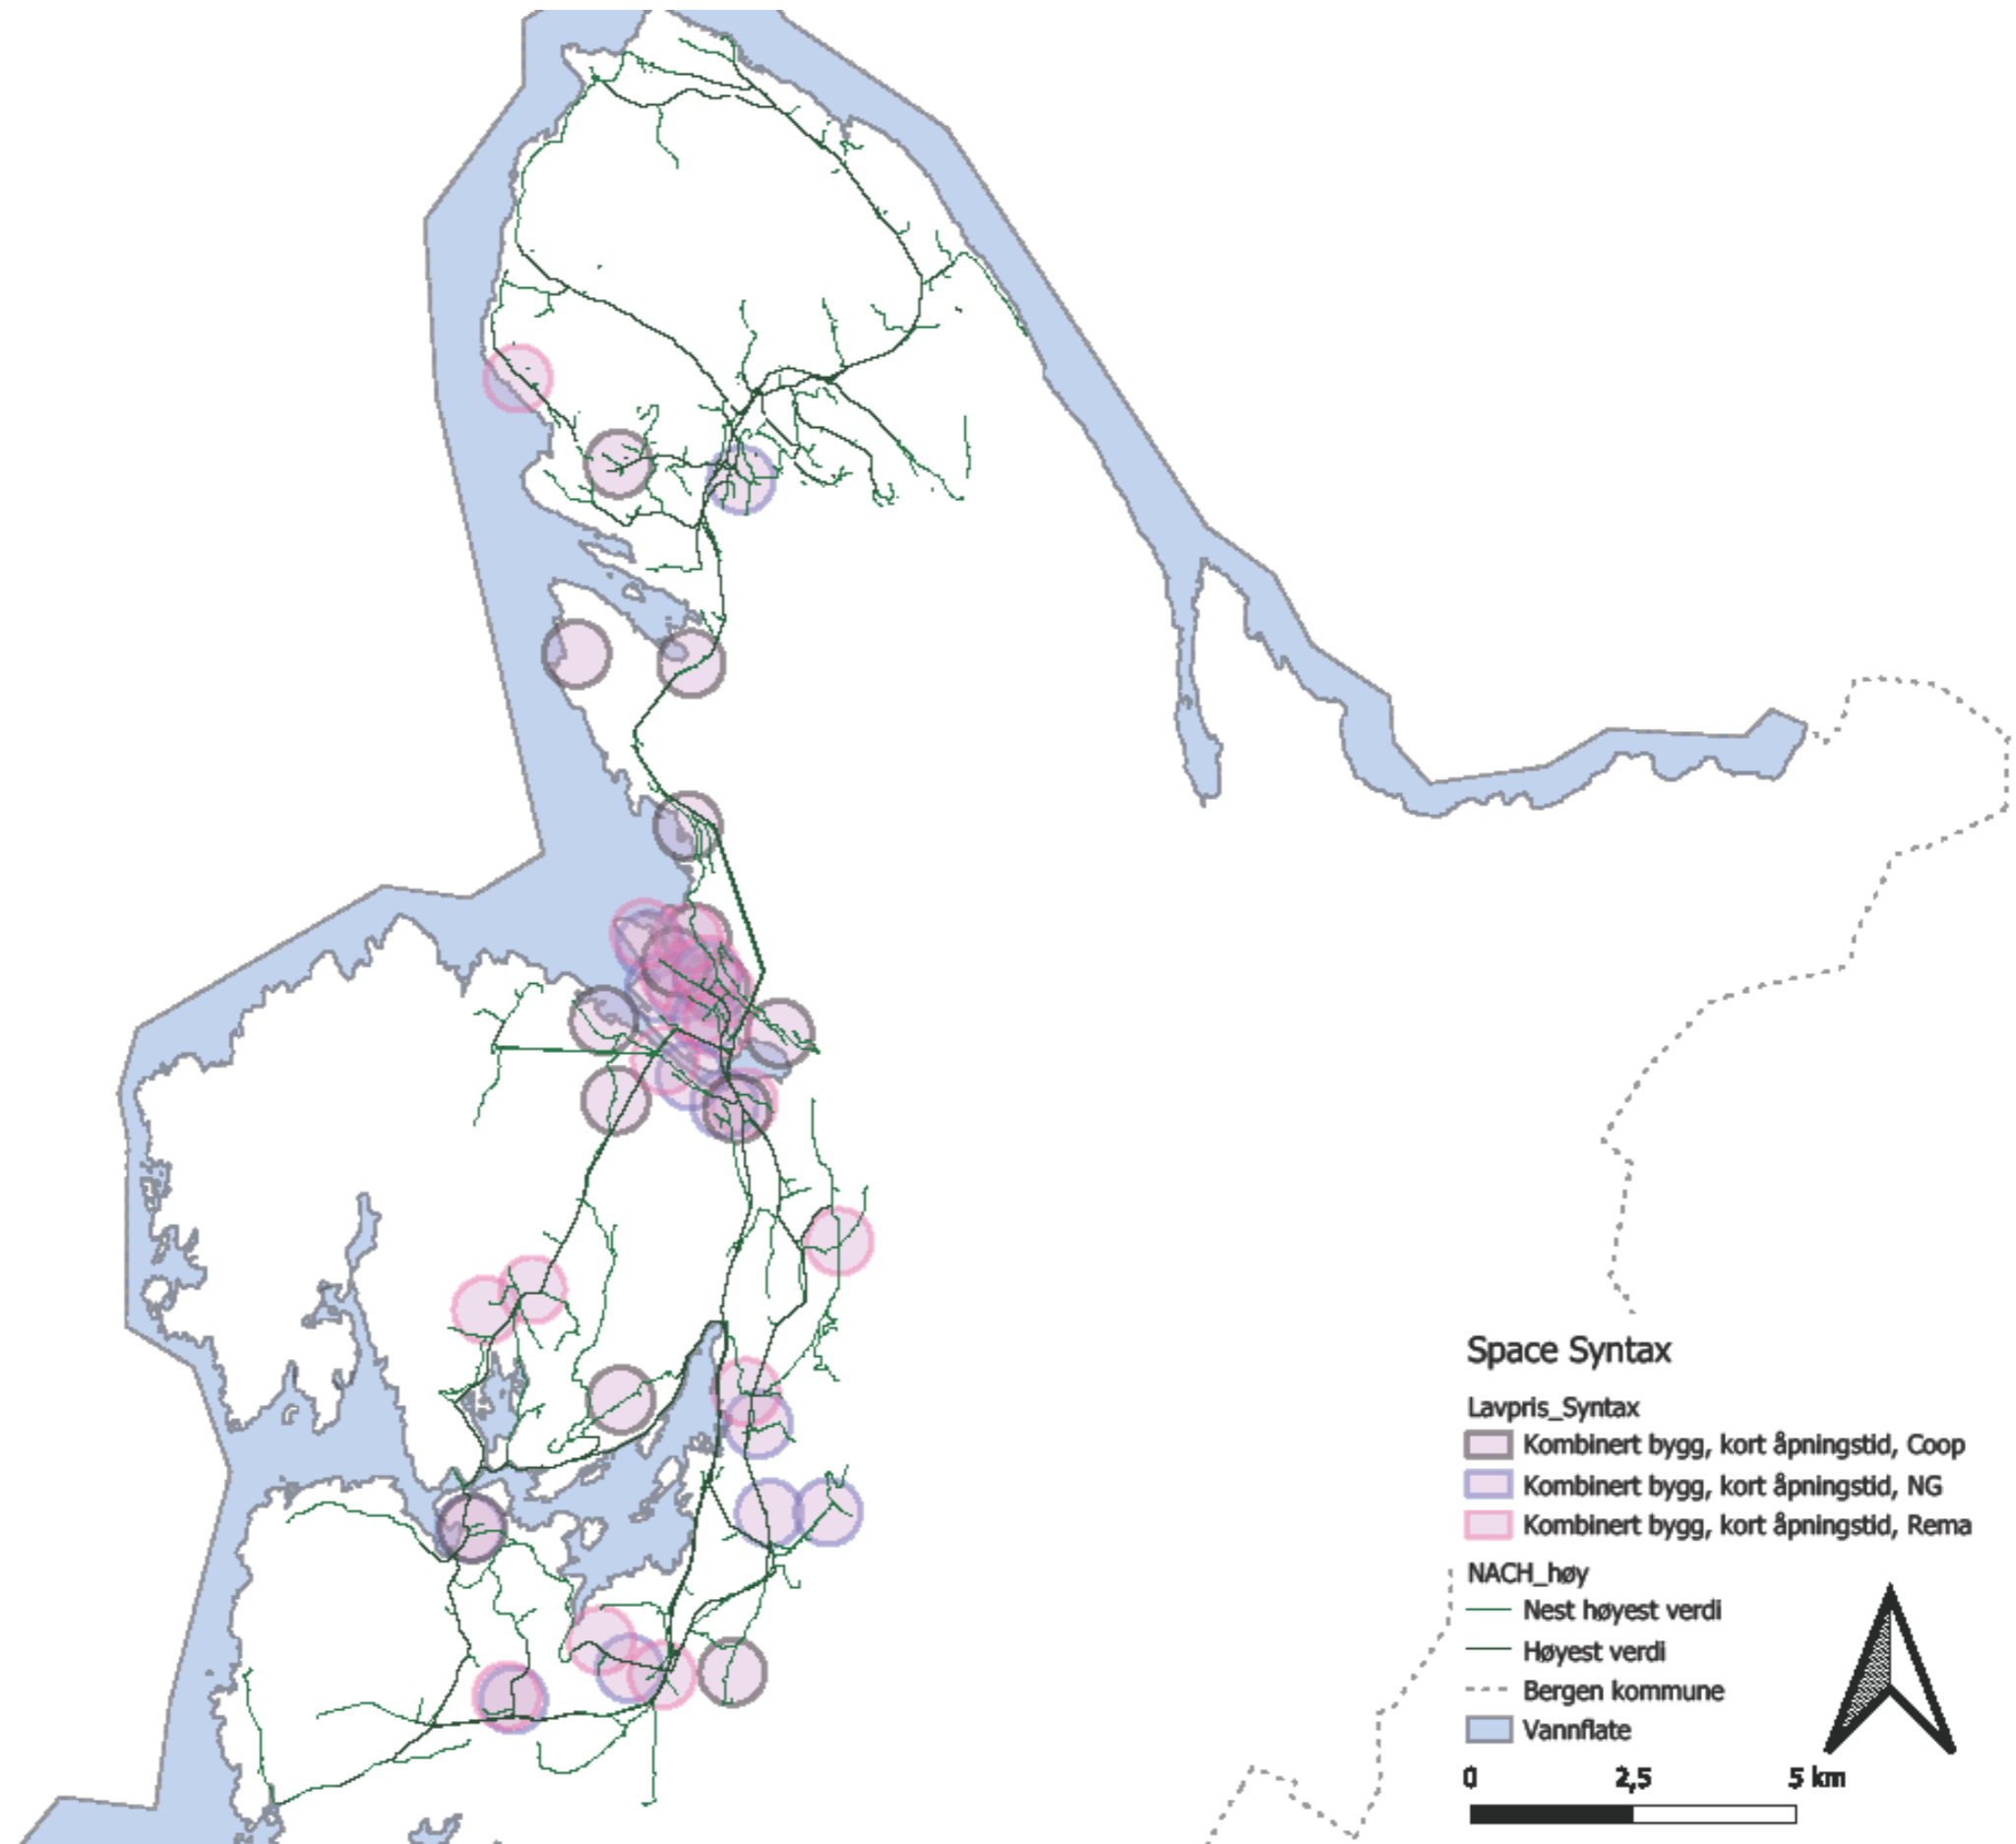 Space Syntax
Lavpris_Syntax
Kombinert bygg, kort åpningstid, Coop
Kombinert bygg, kort åpningstid, NG
Kombinert bygg, kort åpningstid, Rema
NACH_høy
Nest høyest verdi
Høyest verdi
Bergen kommune
Vannflate
0 2,5 5 km